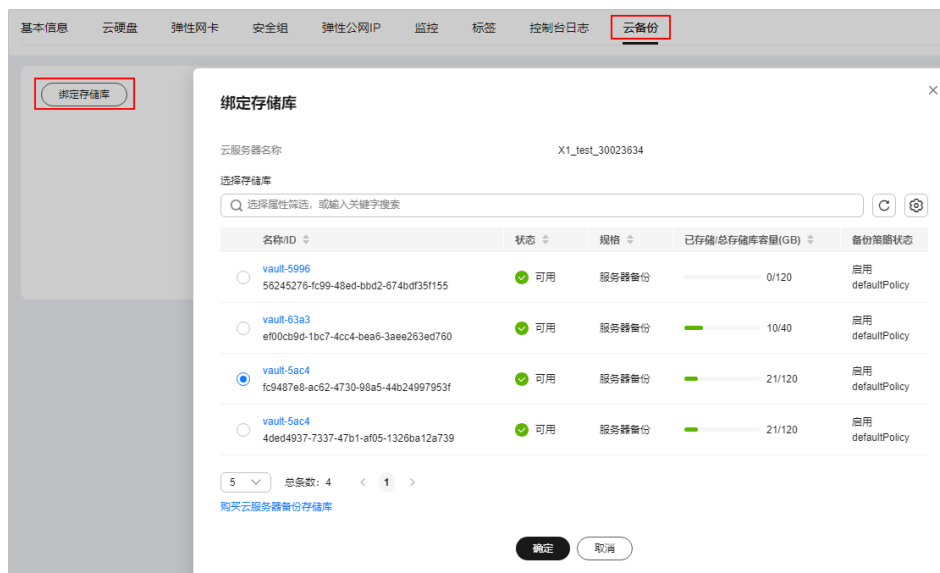 基本信息 云硬盘 弹性网卡 安全组 弹性公网IP 监控 标签 控制台日志 云备份
绑定存储库
绑定存储库
云服务器名称 X1_test_30023634
选择存储库
选择属性筛选，或输入关键字搜索
名称/ID 状态 规格 已存储/总存储库容量(GB) 备份策略状态
vault-5996
56245276-fc99-48ed-bbd2-674bdf35f155
可用 服务器备份 0/120
启用
defaultPolicy
vault-63a3
ef00cb9d-1bc7-4cc4-bea6-3aee263ed760
可用 服务器备份 10/40
启用
defaultPolicy
vault-5ac4
fc9487e8-ac62-4730-98a5-44b24997953f
可用 服务器备份 21/120
启用
defaultPolicy
vault-5ac4
4ded4937-7337-47b1-af05-1326ba12a739
可用 服务器备份 21/120
启用
defaultPolicy
5 总条数: 4 < 1 >
购买云服务器备份存储库
确定 取消